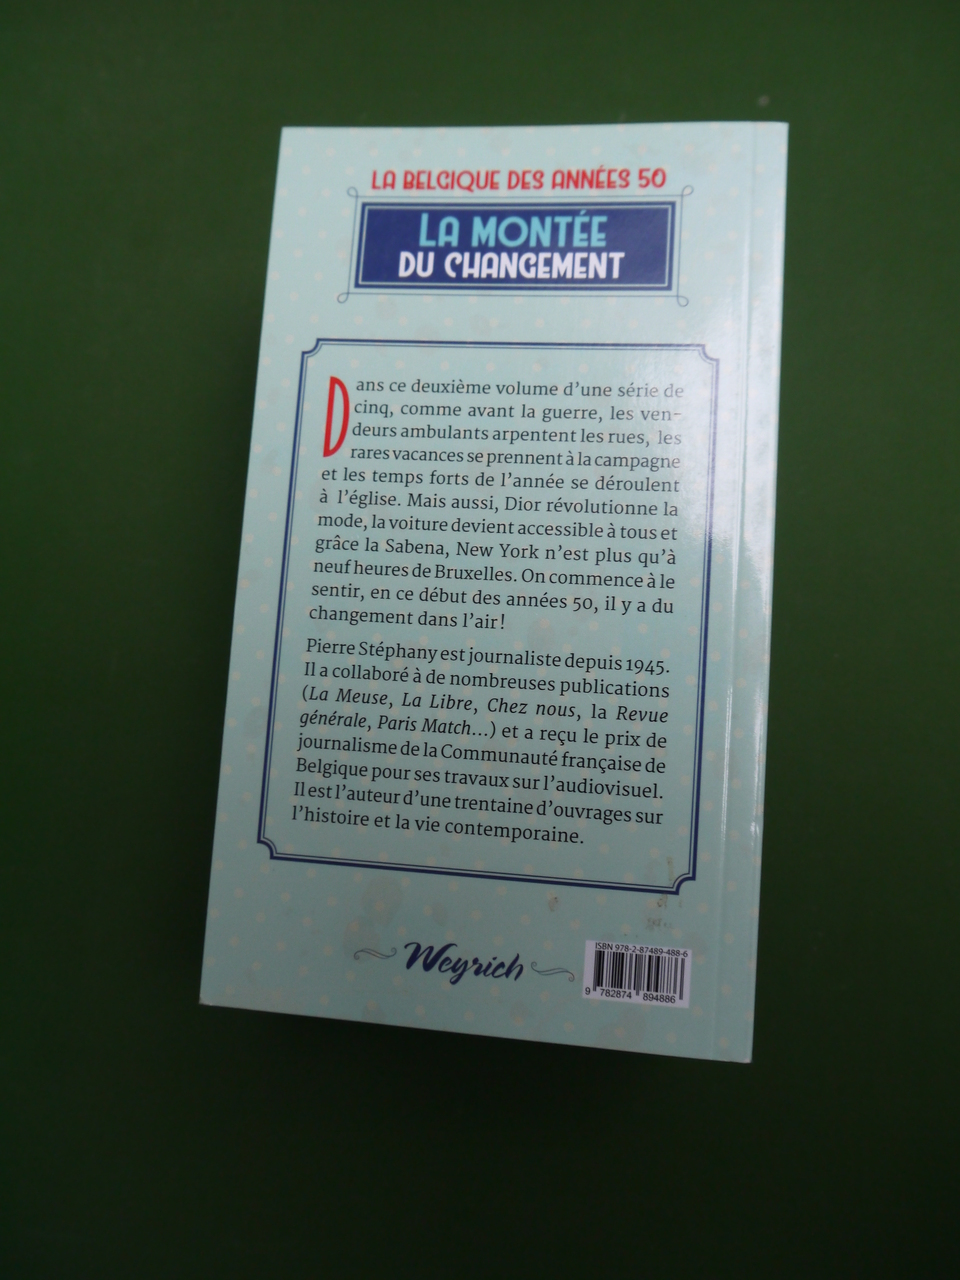 LA BELGIQUE DES ANNÉES 50
LA MONTÉE
DU CHANGEMENT
Dans ce deuxième volume d'une série de
cinq, comme avant la guerre, les ven-
deurs ambulants arpentent les rues, les
rares vacances se prennent à la campagne
et les temps forts de l'année se déroulent
à l'église. Mais aussi, Dior révolutionne la
mode, la voiture devient accessible à tous et
grâce la Sabena, New York n'est plus qu'à
neuf heures de Bruxelles. On commence à le
sentir, en ce début des années 50, il y a du
changement dans l'air !
Pierre Stéphany est journaliste depuis 1945.
Il a collaboré à de nombreuses publications
(La Meuse, La Libre, Chez nous, la Revue
générale, Paris Match...) et a reçu le prix de
journalisme de la Communauté française de
Belgique pour ses travaux sur l'audiovisuel.
Il est l'auteur d'une trentaine d'ouvrages sur
l'histoire et la vie contemporaine.
Weyrich
ISBN 978-2-87489-488-6
9 782874 894886